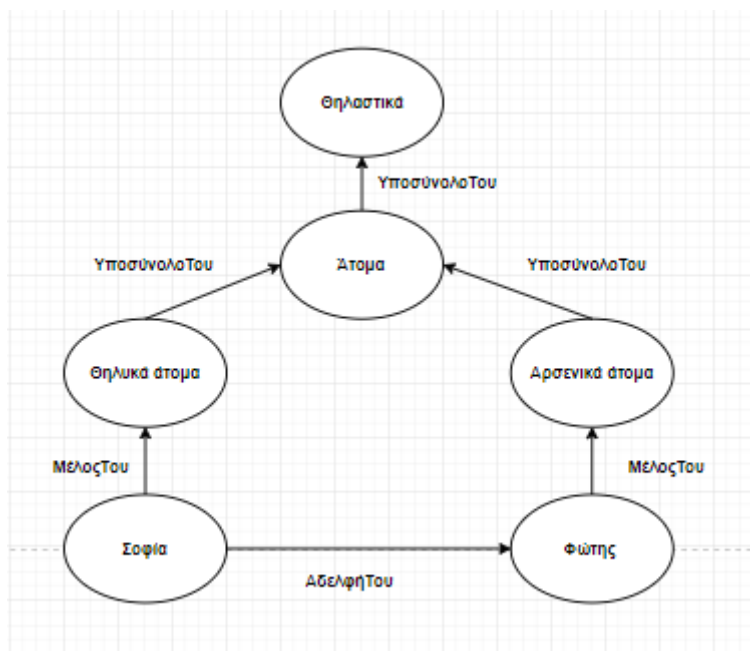 Θηλαστικά
ΥποσύνολοΤου
Άτομα
ΥποσύνολοΤου
ΥποσύνολοΤου
Θηλυκά άτομα
Αρσενικά άτομα
ΜέλοςΤου
ΜέλοςΤου
Σοφία
Φώτης
ΑδελφήΤου